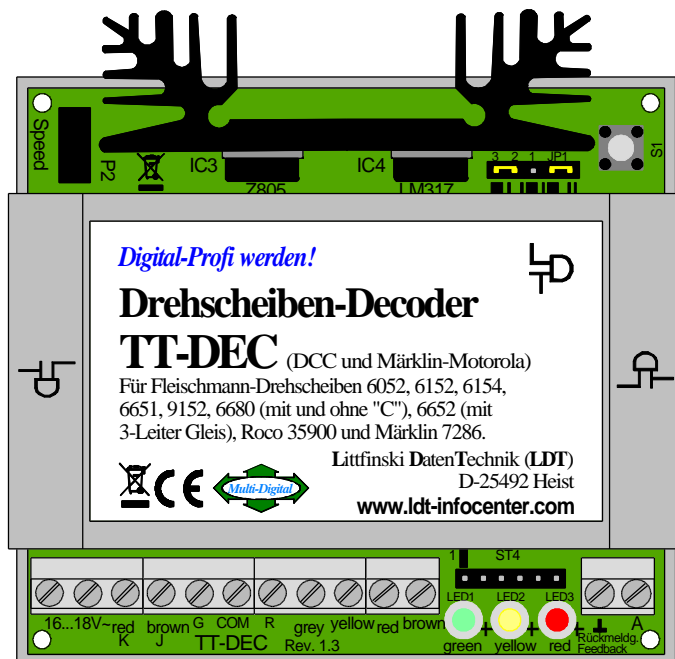 Speed
P2
IC3
IC4
3 2 1 JP1
S1
LM317
Digital-Profi werden!
LTD
Drehscheiben-Decoder
TT-DEC (DCC und Märklin-Motorola)
Für Fleischmann-Drehscheiben 6052, 6152, 6154,
6651, 9152, 6680 (mit und ohne "C"), 6652 (mit
3-Leiter Gleis), Roco 35900 und Märklin 7286.
Littfinski DatenTechnik (LDT)
D-25492 Heist
CE
Multi-Digital
www.ldt-infocenter.com
1 ST4
LED1 LED2 LED3
16...18V~ red brown G COM R grey yellow red brown
K J
TT-DEC Rev. 1.3
+ + +
green yellow red
A
Rückmeldg.
Feedback